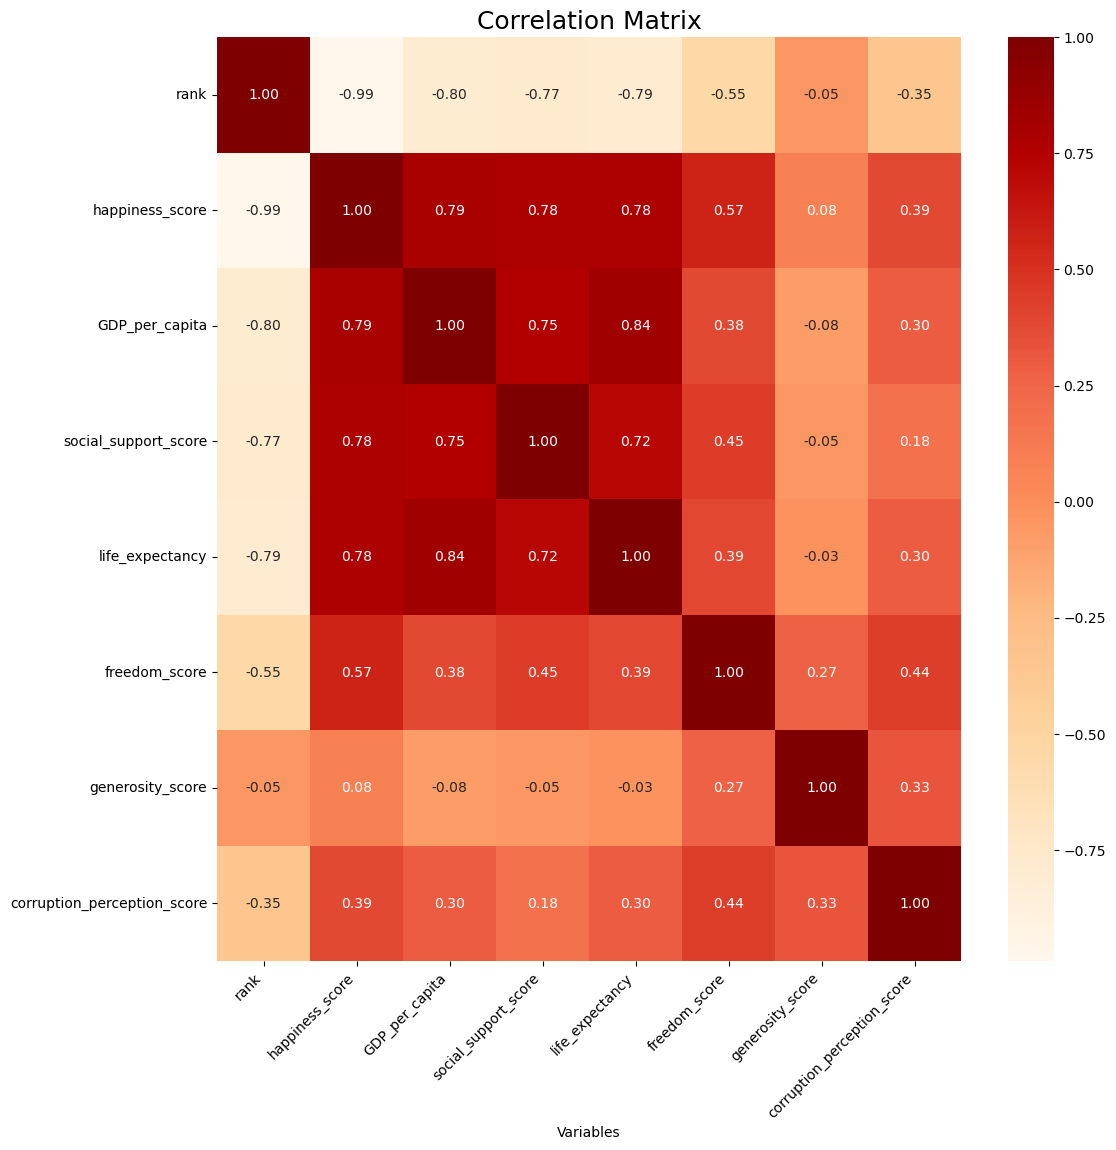 Correlation Matrix
rank 1.00 -0.99 -0.80 -0.77 -0.79 -0.55 -0.05 -0.35
happiness_score -0.99 1.00 0.79 0.78 0.78 0.57 0.08 0.39
GDP_per_capita -0.80 0.79 1.00 0.75 0.84 0.38 -0.08 0.30
social_support_score -0.77 0.78 0.75 1.00 0.72 0.45 -0.05 0.18
life_expectancy -0.79 0.78 0.84 0.72 1.00 0.39 -0.03 0.30
freedom_score -0.55 0.57 0.38 0.45 0.39 1.00 0.27 0.44
generosity_score -0.05 0.08 -0.08 -0.05 -0.03 0.27 1.00 0.33
corruption_perception_score -0.35 0.39 0.30 0.18 0.30 0.44 0.33 1.00
rank
happiness_score
GDP_per_capita
social_support_score
life_expectancy
freedom_score
generosity_score
corruption_perception_score
Variables
1.00
0.75
0.50
0.25
0.00
−0.25
−0.50
−0.75